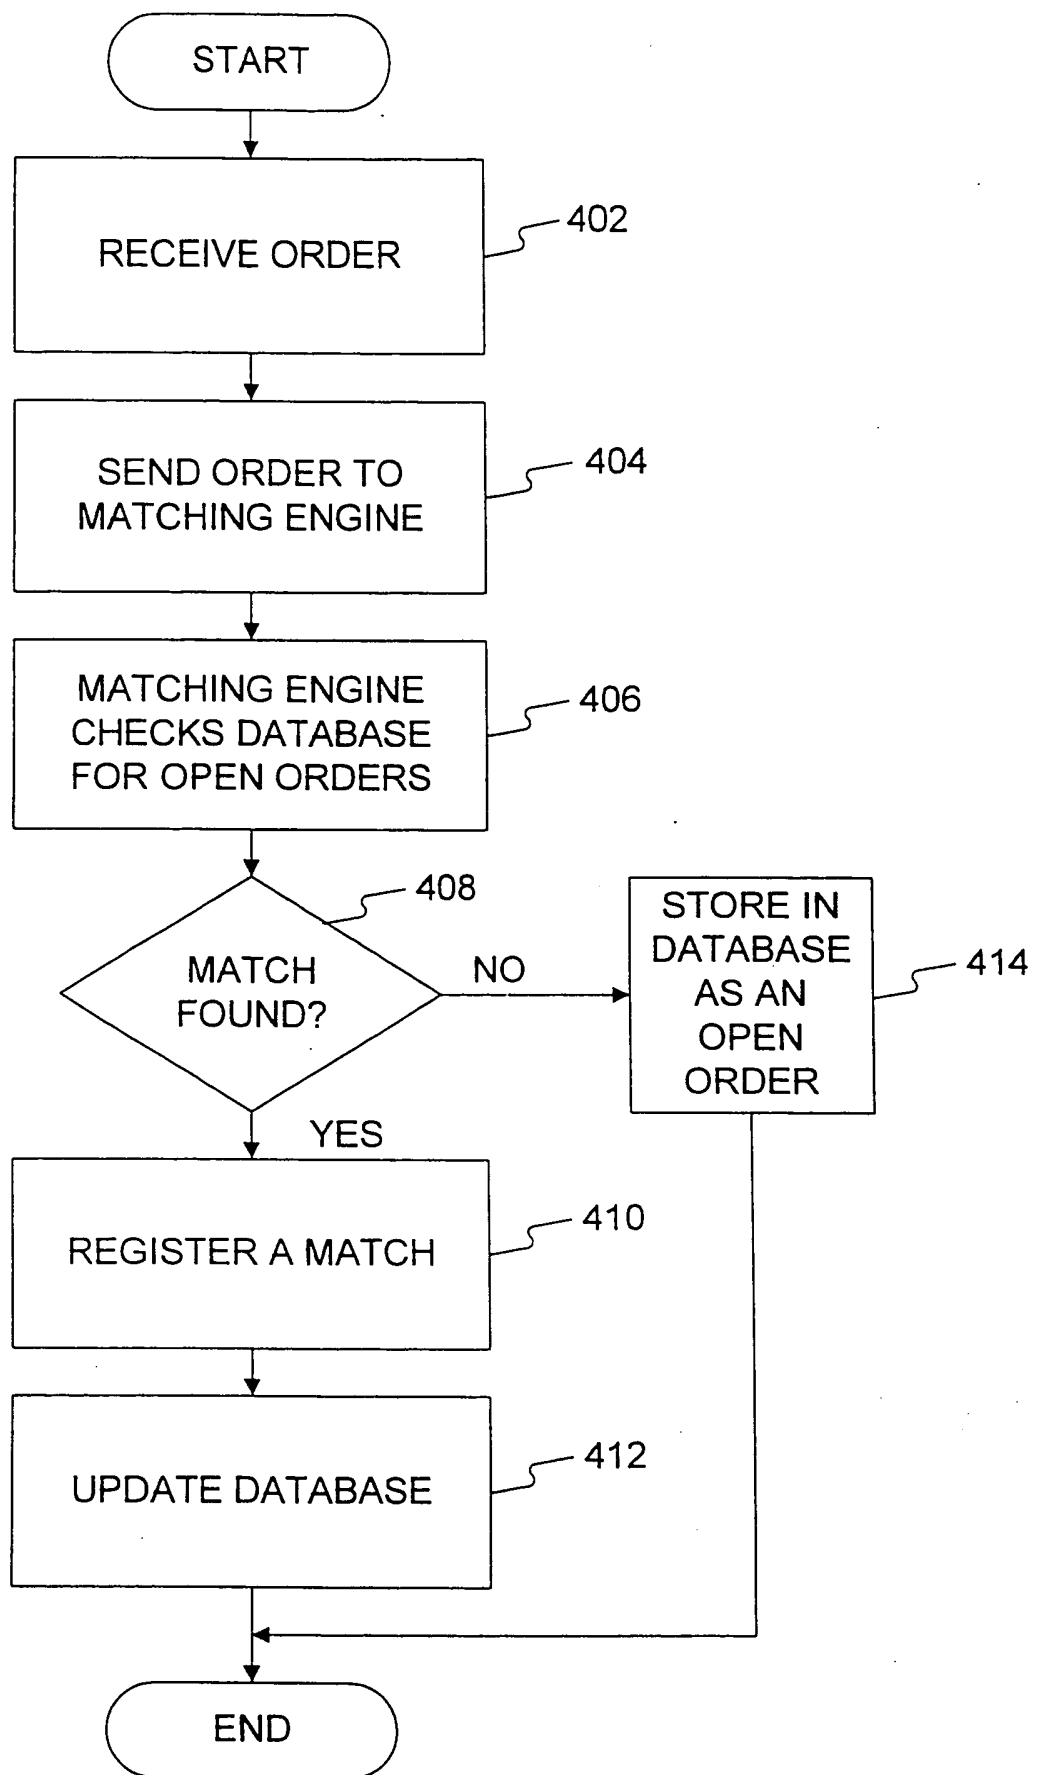 START
RECEIVE ORDER
402
SEND ORDER TO
MATCHING ENGINE
404
MATCHING ENGINE
CHECKS DATABASE
FOR OPEN ORDERS
406
MATCH
FOUND?
408
NO
STORE IN
DATABASE
AS AN
OPEN
ORDER
414
YES
REGISTER A MATCH
410
UPDATE DATABASE
412
END